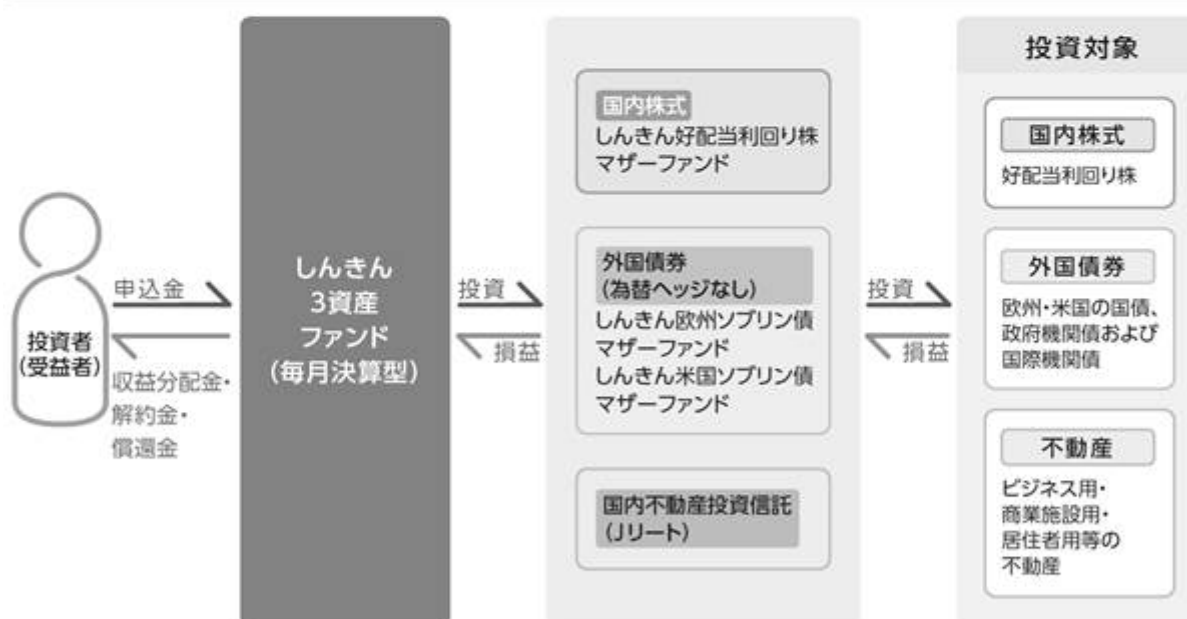 投資者
(受益者)
申込金
収益分配金・
解約金・
償還金
しんきん
3資産
ファンド
(毎月決算型)
投資
損益
国内株式
しんきん好配当利回り株
マザーファンド
外国債券
(為替ヘッジなし)
しんきん欧州ソブリン債
マザーファンド
しんきん米国ソブリン債
マザーファンド
国内不動産投資信託
(Jリート)
投資
損益
投資対象
国内株式
好配当利回り株
外国債券
欧州・米国の国債、
政府機関債および
国際機関債
不動産
ビジネス用・
商業施設用・
居住者用等の
不動産